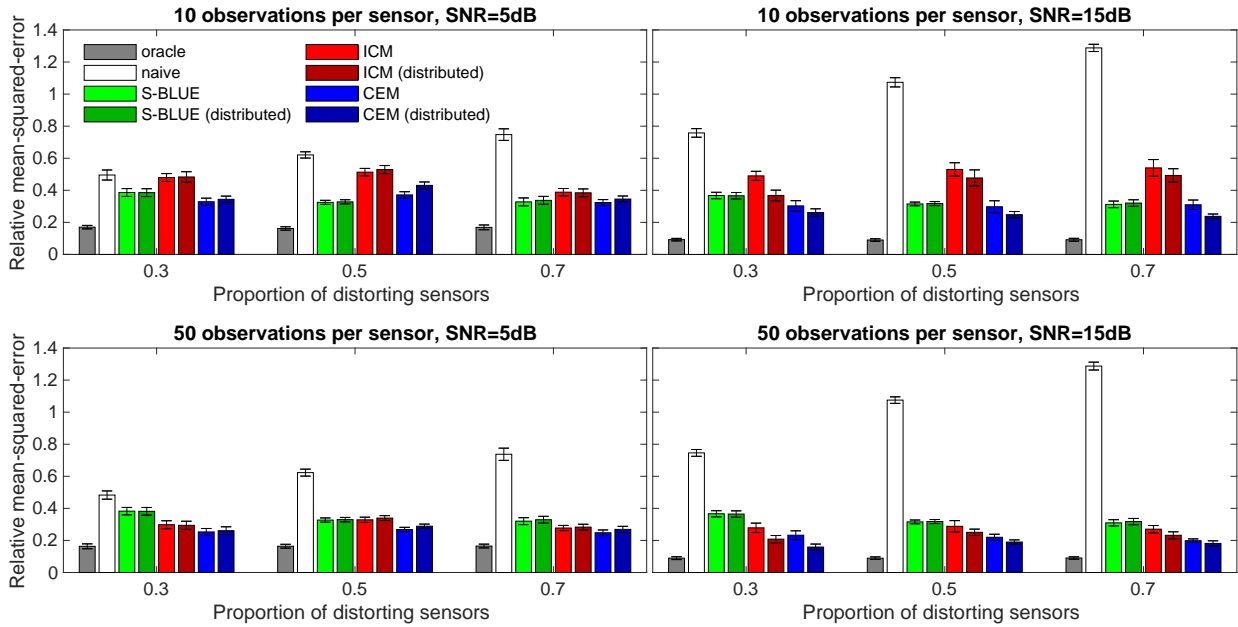 10 observations per sensor, SNR=5dB
1.4
1.2
1
0.8
0.6
0.4
0.2
0
Relative mean-squared-error
oracle
naive
S-BLUE
S-BLUE (distributed)
ICM
ICM (distributed)
CEM
CEM (distributed)
0.3
0.5
0.7
Proportion of distorting sensors
10 observations per sensor, SNR=15dB
0.3
0.5
0.7
Proportion of distorting sensors
50 observations per sensor, SNR=5dB
1.4
1.2
1
0.8
0.6
0.4
0.2
0
Relative mean-squared-error
0.3
0.5
0.7
Proportion of distorting sensors
50 observations per sensor, SNR=15dB
0.3
0.5
0.7
Proportion of distorting sensors